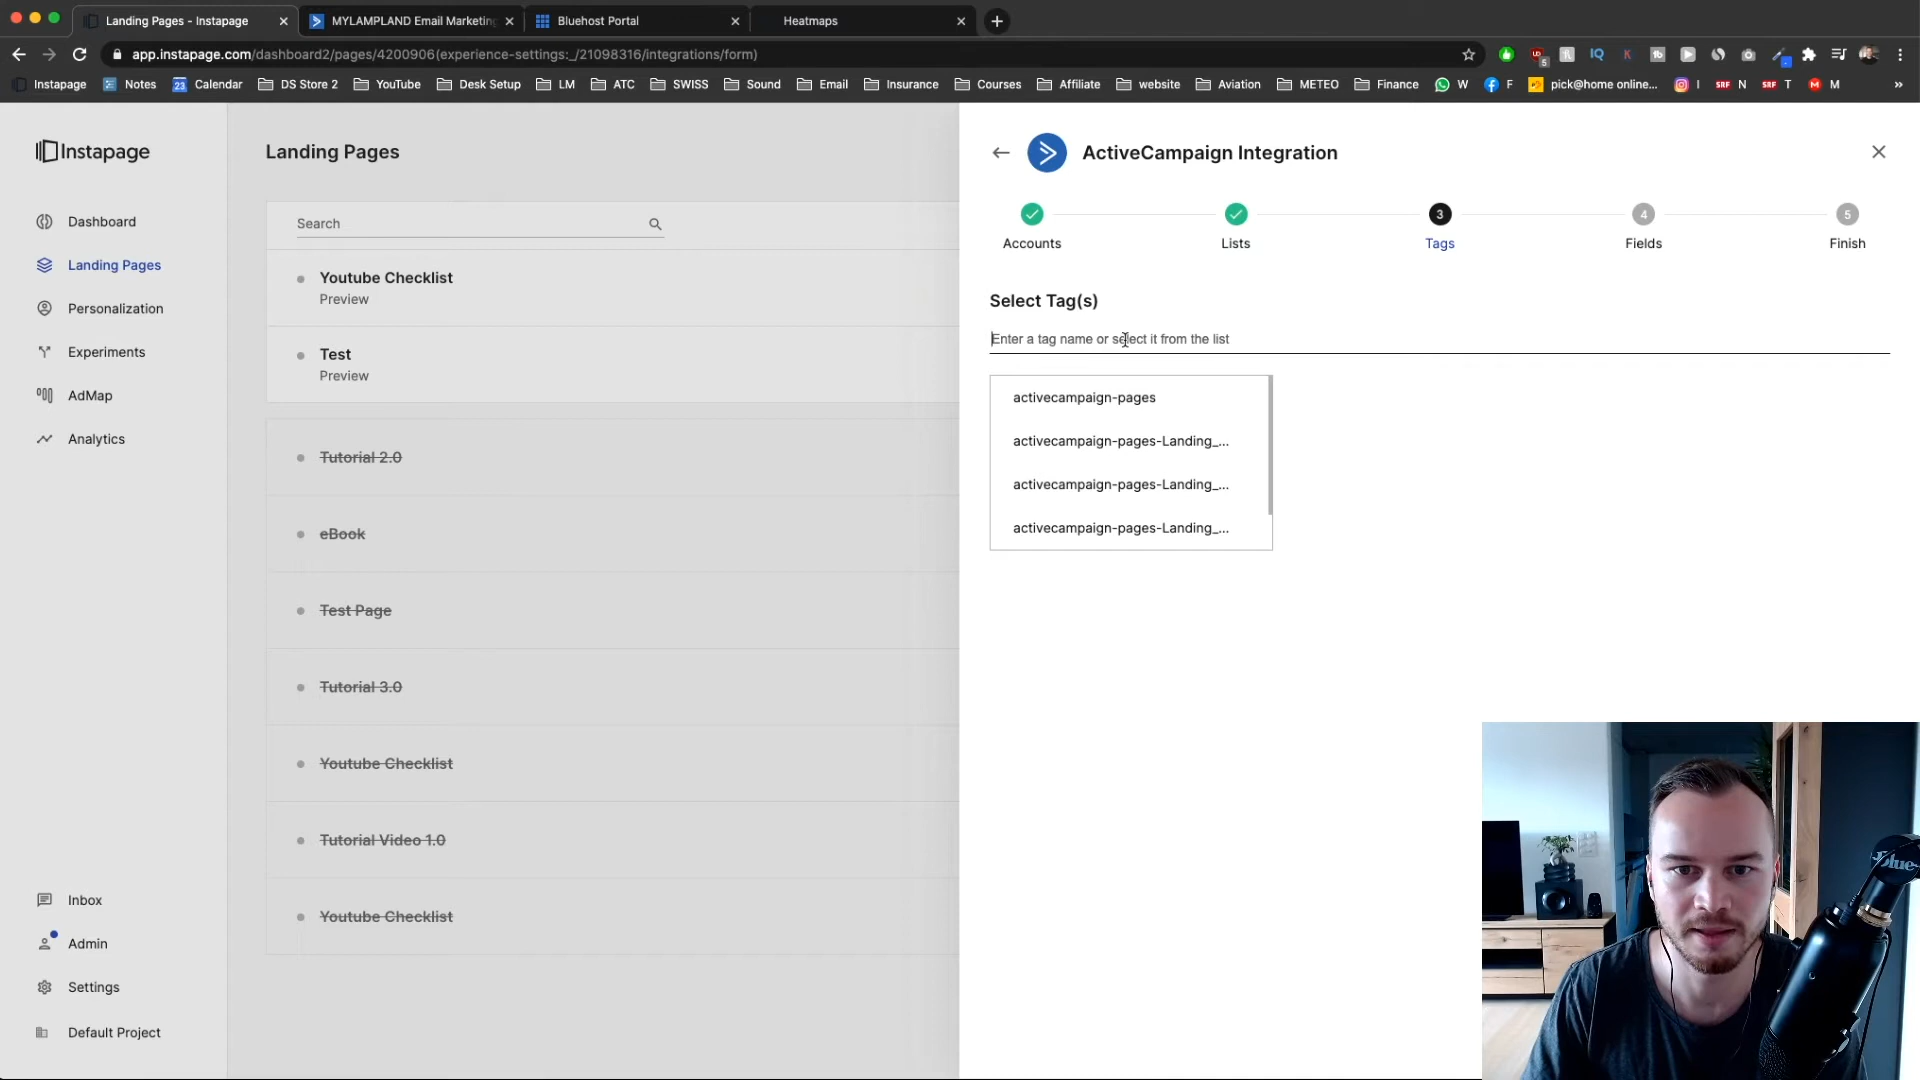 Landing Pages - Instapage
MYLAMPLAND Email Marketing
Bluehost Portal
Heatmaps
app.instapage.com/dashboard2/pages/4200906(experience-settings:_/21098316/integrations/form)
Instapage
Notes
Calendar
DS Store 2
YouTube
Desk Setup
LM
ATC
SWISS
Sound
Email
Insurance
Courses
Affiliate
website
Aviation
METEO
Finance
W
F
pick@home online...
I
SRF N
SRF T
M
»
Instapage
Dashboard
Landing Pages
Personalization
Experiments
AdMap
Analytics
Inbox
Admin
Settings
Default Project
Landing Pages
Search
Youtube Checklist
Preview
Test
Preview
Tutorial 2.0
eBook
Test Page
Tutorial 3.0
Youtube Checklist
Tutorial Video 1.0
Youtube Checklist
ActiveCampaign Integration
3
4
5
Accounts
Lists
Tags
Fields
Finish
Select Tag(s)
Enter a tag name or select it from the list
activecampaign-pages
activecampaign-pages-Landing_...
activecampaign-pages-Landing_...
activecampaign-pages-Landing_...
Blue